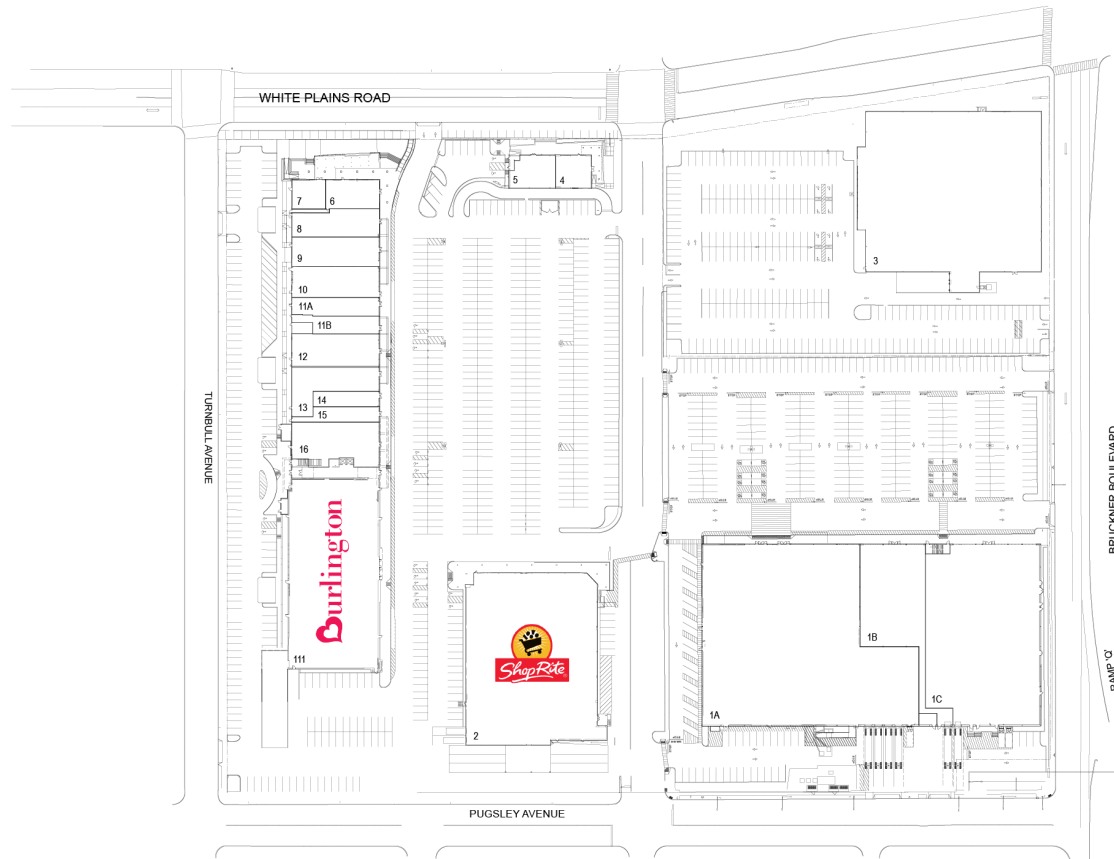 WHITE PLAINS ROAD
5
4
7
6
8
3
9
10
11A
11B
12
TURNBULL AVENUE
14
13
15
16
BRUCKNER BOULEVARD
Burlington
1B
ShopRite
111
RAMP 'Q'
1C
1A
2
PUGSLEY AVENUE